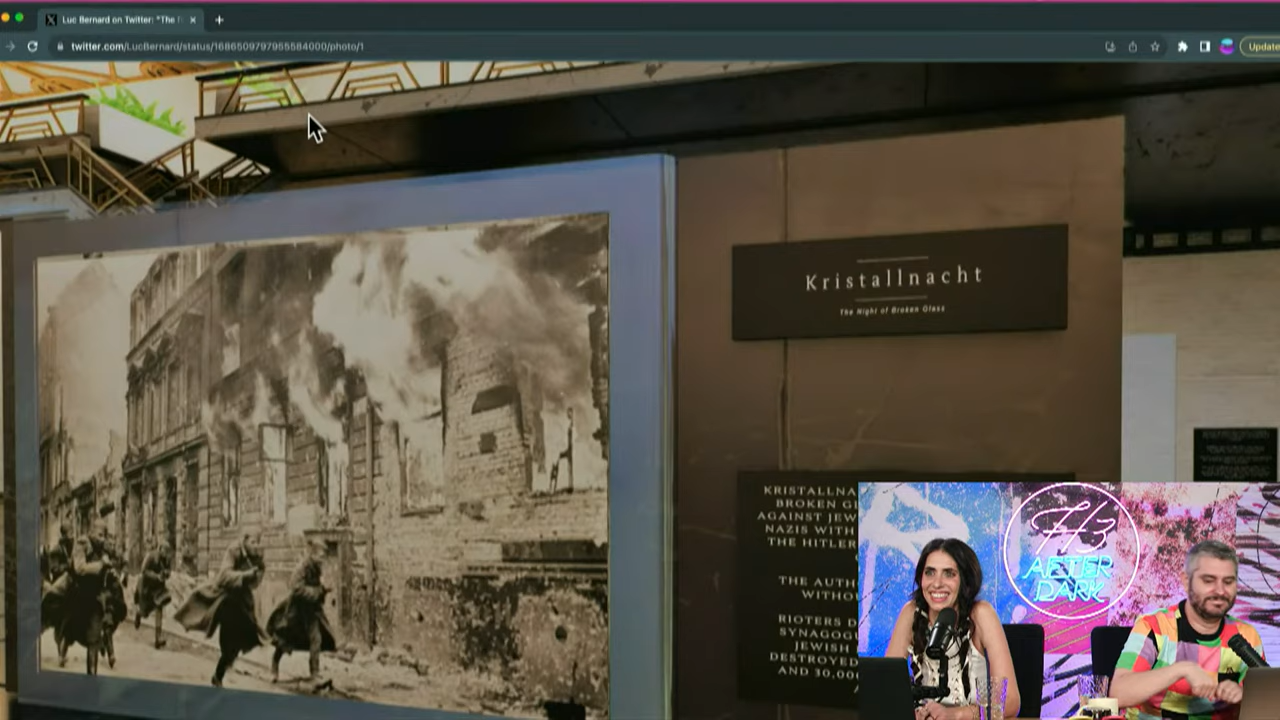 Luc Bernard on Twitter: "The
twitter.com/LucBernard/status/1686509797955584000/photo/1
Update
Kristallnacht
The Night of Broken Glass
KRISTALLNA
BROKEN GL
AGAINST JEW
NAZIS WITH
THE HITLER
THE AUTH
WITHO
RIOTERS D
SYNAGOGU
JEWISH
DESTROYED
AND 30,00
H3
AFTER
DARK